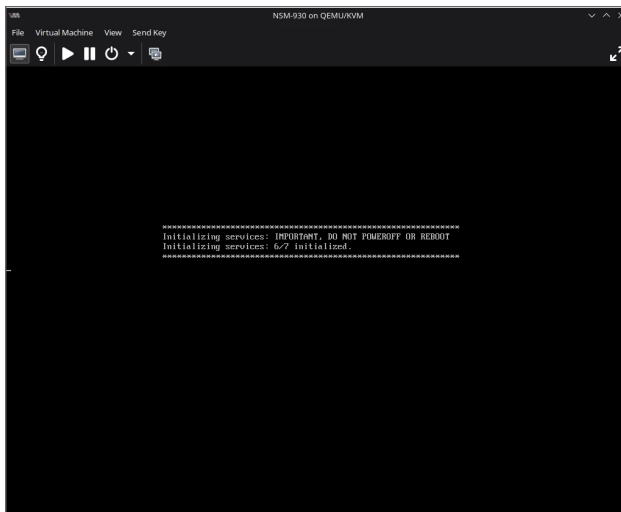 NSM-930 on QEMU/KVM
File Virtual Machine View Send Key
************************************************************
Initializing services: IMPORTANT, DO NOT POWEROFF OR REBOOT
Initializing services: 6/7 initialized.
************************************************************